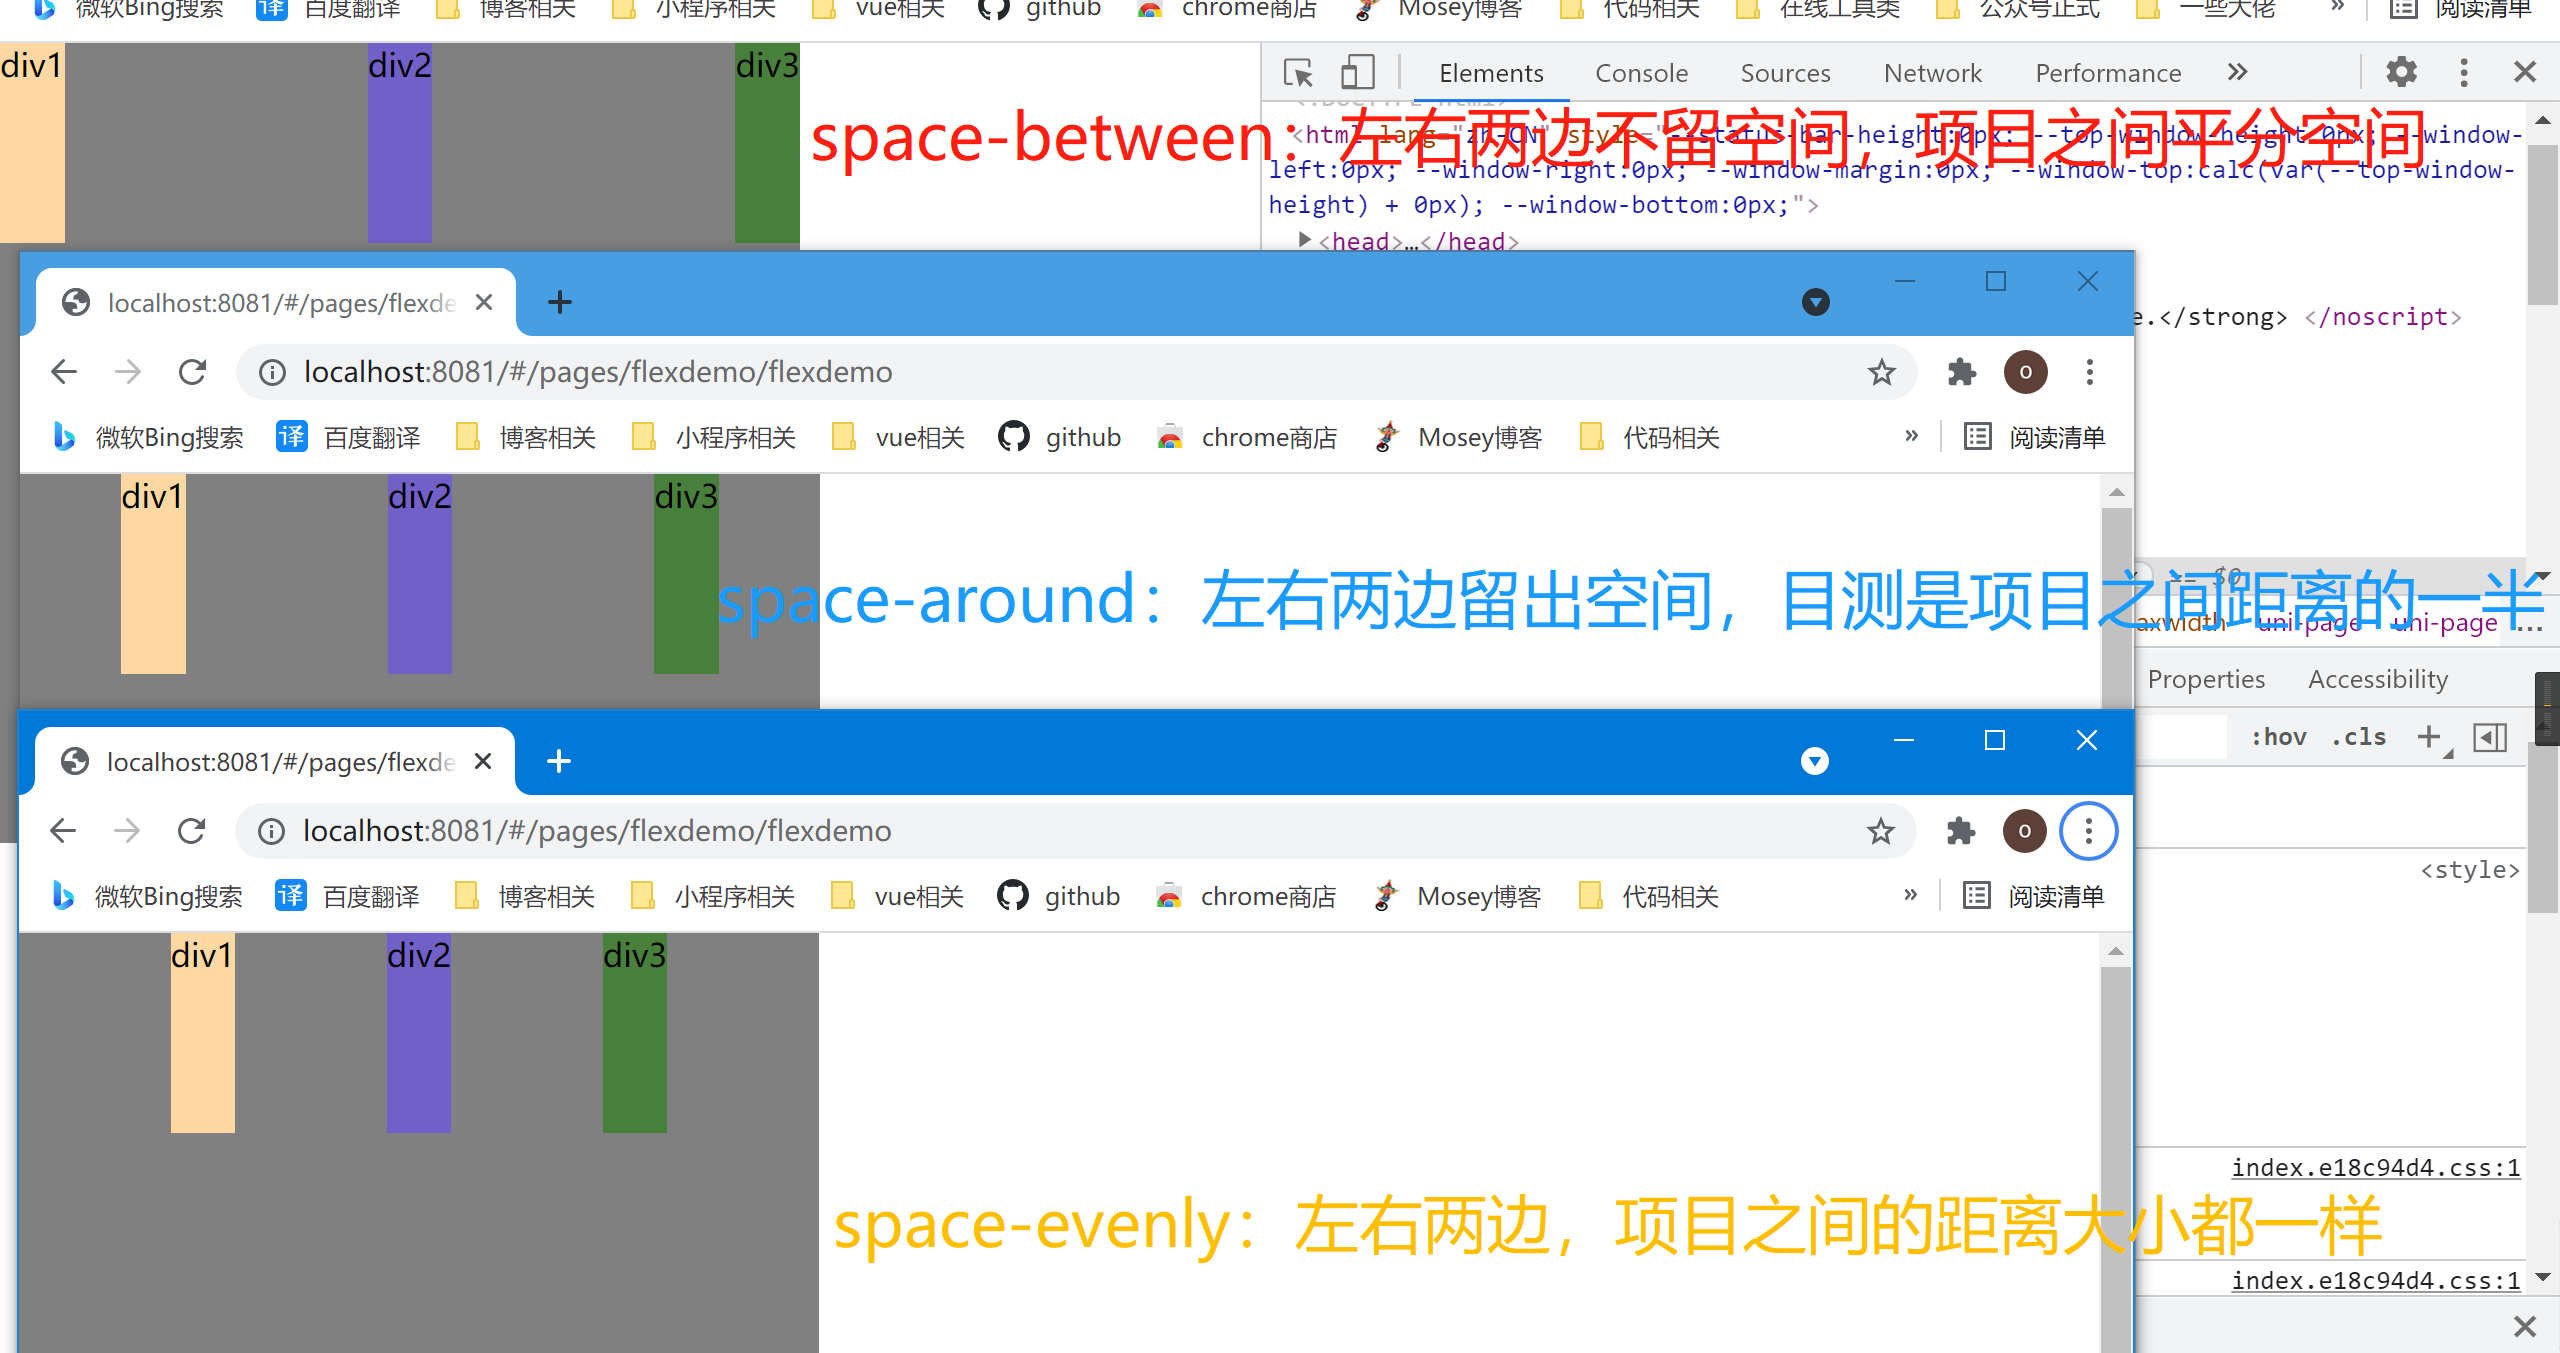 微软Bing搜索 译 百度翻译 博客相关 小程序相关 vue相关 github chrome商店 Mosey博客 代码相关 在线工具类 公众号正式 一些大佬 » 阅读清单
div1 div2 div3
Elements Console Sources Network Performance »
<!DOCTYPE html>
space-between：左右两边不留空间，项目之间平分空间
<html lang="zh-CN" style="--status-bar-height:0px; --top-window-height:0px; --window-
left:0px; --window-right:0px; --window-margin:0px; --window-top:calc(var(--top-window-
height) + 0px); --window-bottom:0px;">
<head>…</head>
localhost:8081/#/pages/flexde
e.</strong> </noscript>
localhost:8081/#/pages/flexdemo/flexdemo
O
微软Bing搜索 译 百度翻译 博客相关 小程序相关 vue相关 github chrome商店 Mosey博客 代码相关 » 阅读清单
div1 div2 div3
== $0
space-around：左右两边留出空间，目测是项目之间距离的一半
axwidth uni-page uni-page ...
Properties Accessibility
:hov .cls
localhost:8081/#/pages/flexde
localhost:8081/#/pages/flexdemo/flexdemo
O
<style>
微软Bing搜索 译 百度翻译 博客相关 小程序相关 vue相关 github chrome商店 Mosey博客 代码相关 » 阅读清单
div1 div2 div3
index.e18c94d4.css:1
space-evenly：左右两边，项目之间的距离大小都一样
index.e18c94d4.css:1